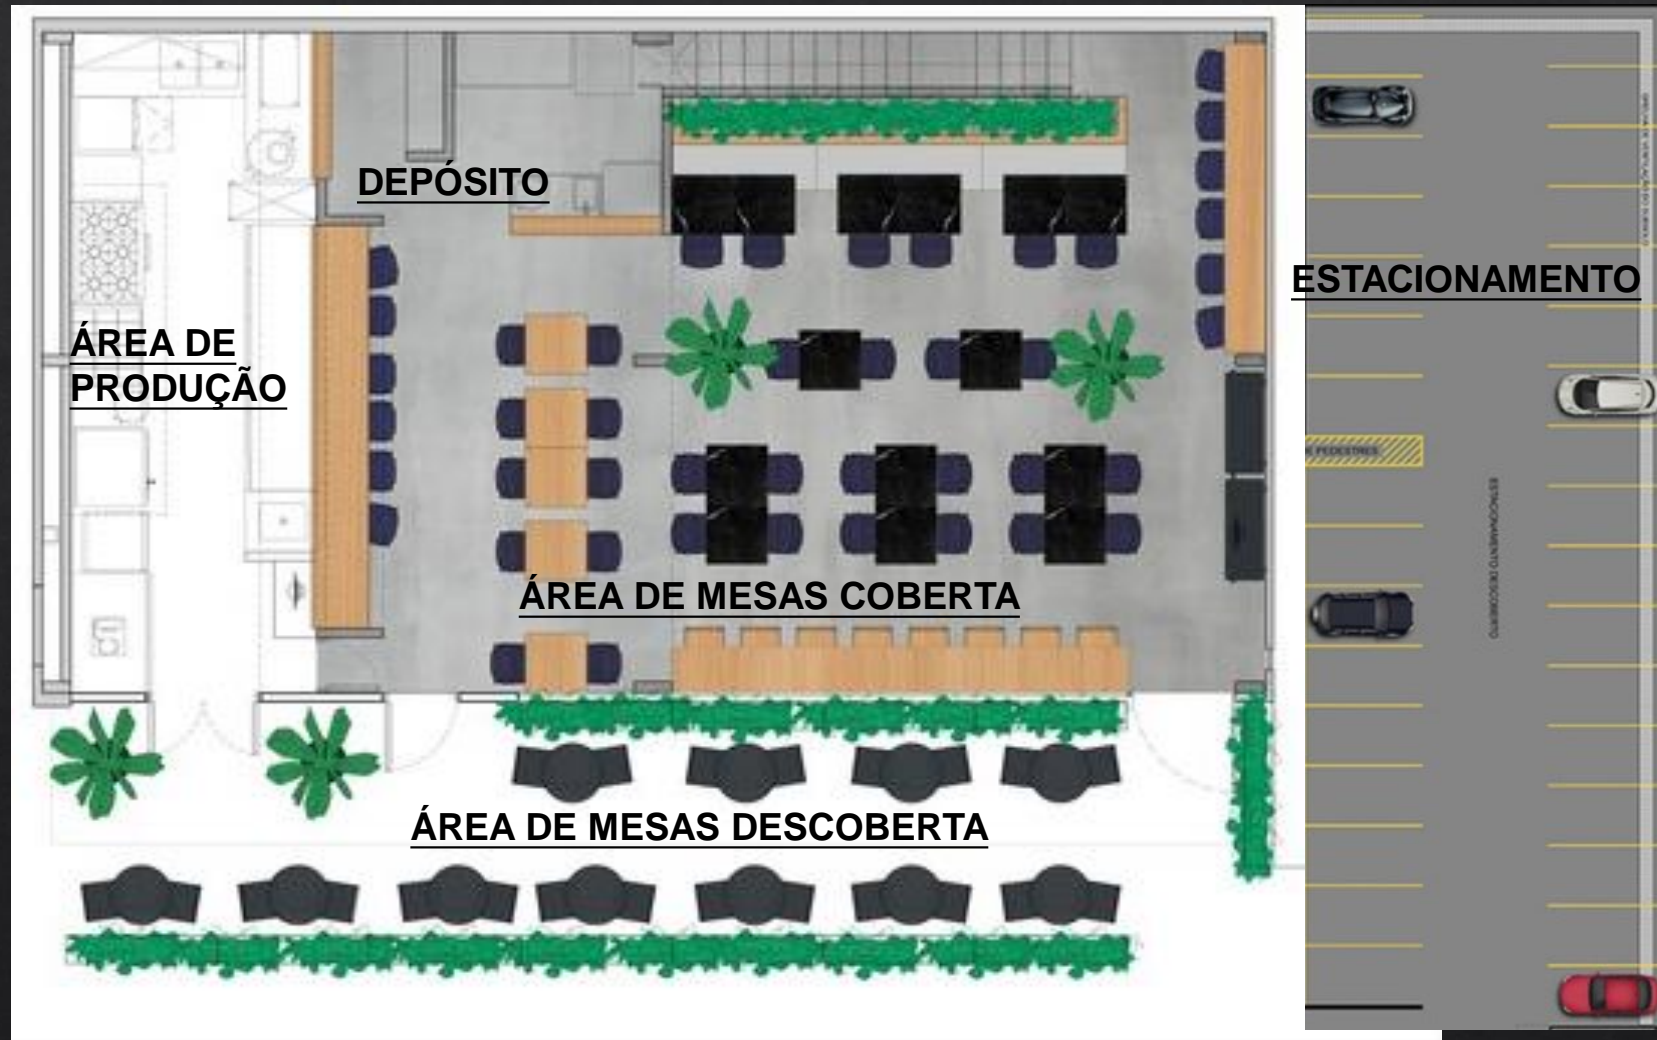 DEPÓSITO
ESTACIONAMENTO
ÁREA DE
PRODUÇÃO
PEDESTRES
ESTACIONAMENTO DESCOBERTO
ÁREA DE MESAS COBERTA
ÁREA DE MESAS DESCOBERTA